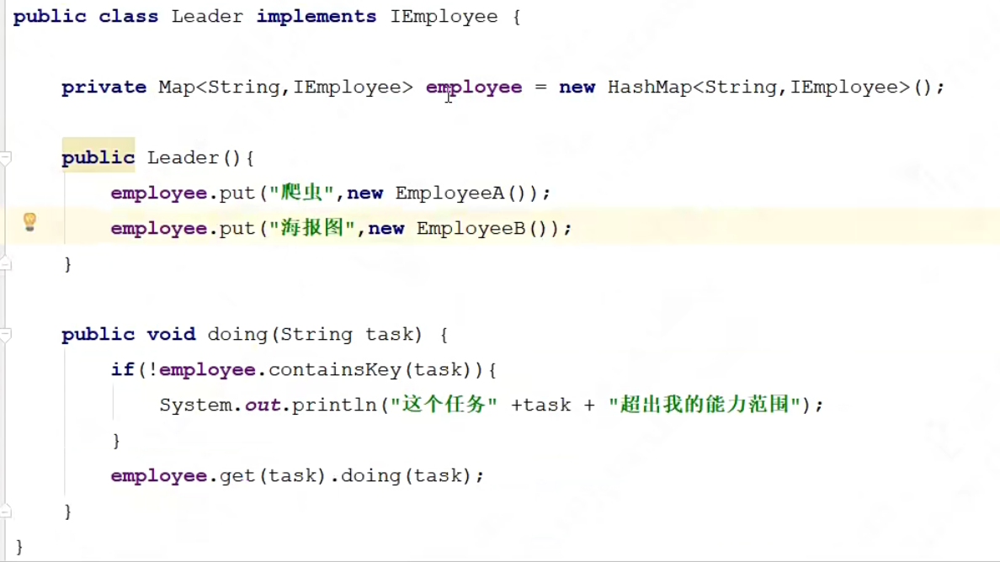 public class Leader implements IEmployee {
private Map<String,IEmployee> employee = new HashMap<String,IEmployee>();
public Leader(){
employee.put("爬虫",new EmployeeA());
employee.put("海报图",new EmployeeB());
}
public void doing(String task) {
if(!employee.containsKey(task)){
System.out.println("这个任务" +task + "超出我的能力范围");
}
employee.get(task).doing(task);
}
}